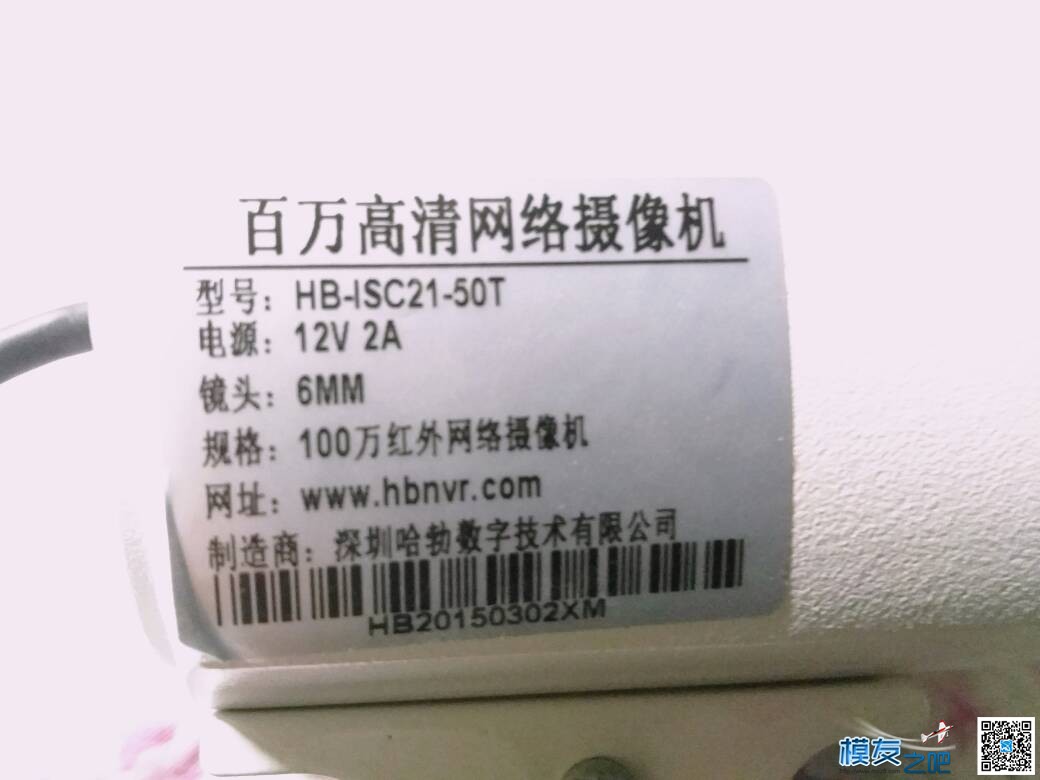 百万高清网络摄像机
型号：HB-ISC21-50T
电源：12V 2A
镜头：6MM
规格：100万红外网络摄像机
网址：www.hbnvr.com
制造商：深圳哈勃数字技术有限公司
HB20150302XM
模友之吧